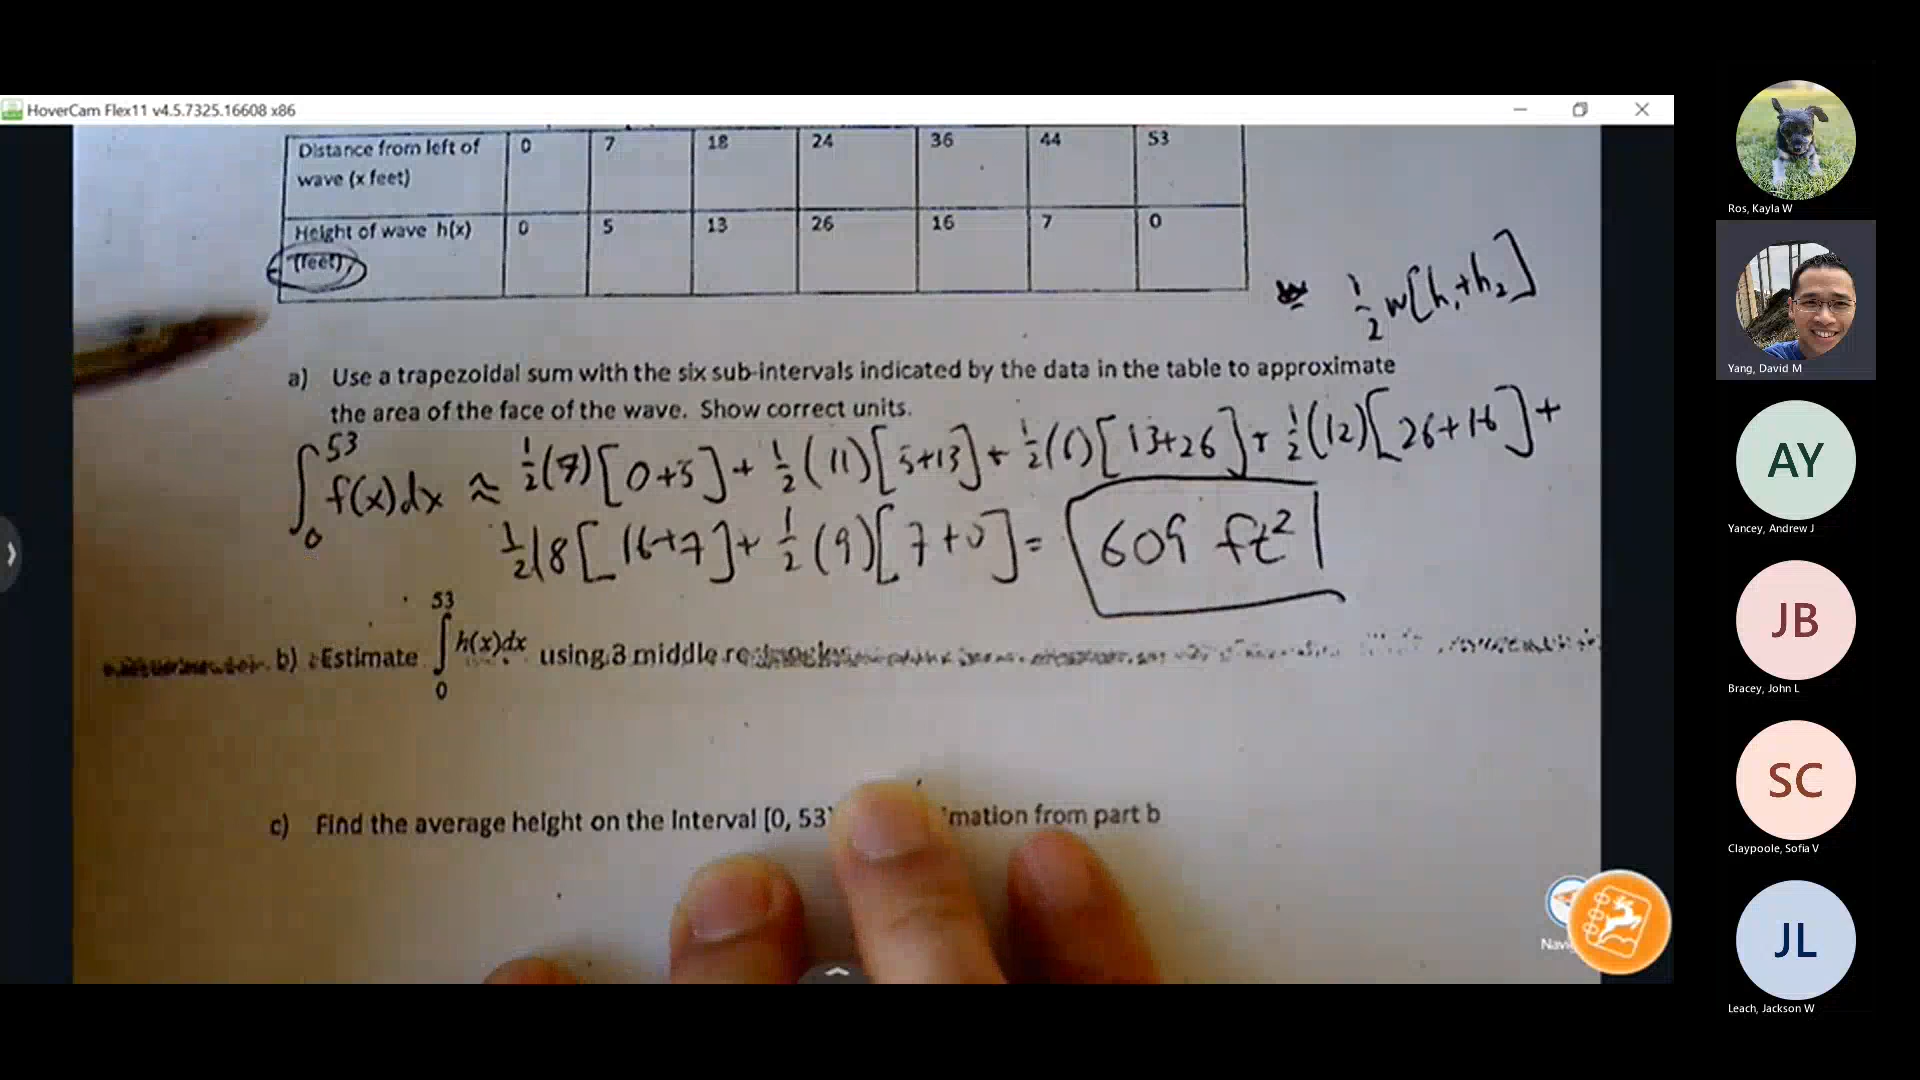 HoverCam Flex11 v4.5.7325.16608 x86
Distance from left of wave (x feet) 0 7 18 24 36 44 53
Height of wave h(x) (feet) 0 5 13 26 16 7 0
1/2 w[h₁+h₂]
a) Use a trapezoidal sum with the six sub-intervals indicated by the data in the table to approximate
the area of the face of the wave. Show correct units.
∫₀⁵³ f(x)dx ≈ 1/2(7)[0+5]+ 1/2(11)[5+13]+ 1/2(6)[13+26]+ 1/2(12)[26+16]+
1/2(8[16+7]+ 1/2(9)[7+0]= 609 ft²
b) Estimate ∫₀⁵³ h(x)dx using 3 middle
c) Find the average height on the interval [0, 53 mation from part b
Ros, Kayla W
Yang, David M
AY
Yancey, Andrew J
JB
Bracey, John L
SC
Claypoole, Sofia V
JL
Leach, Jackson W